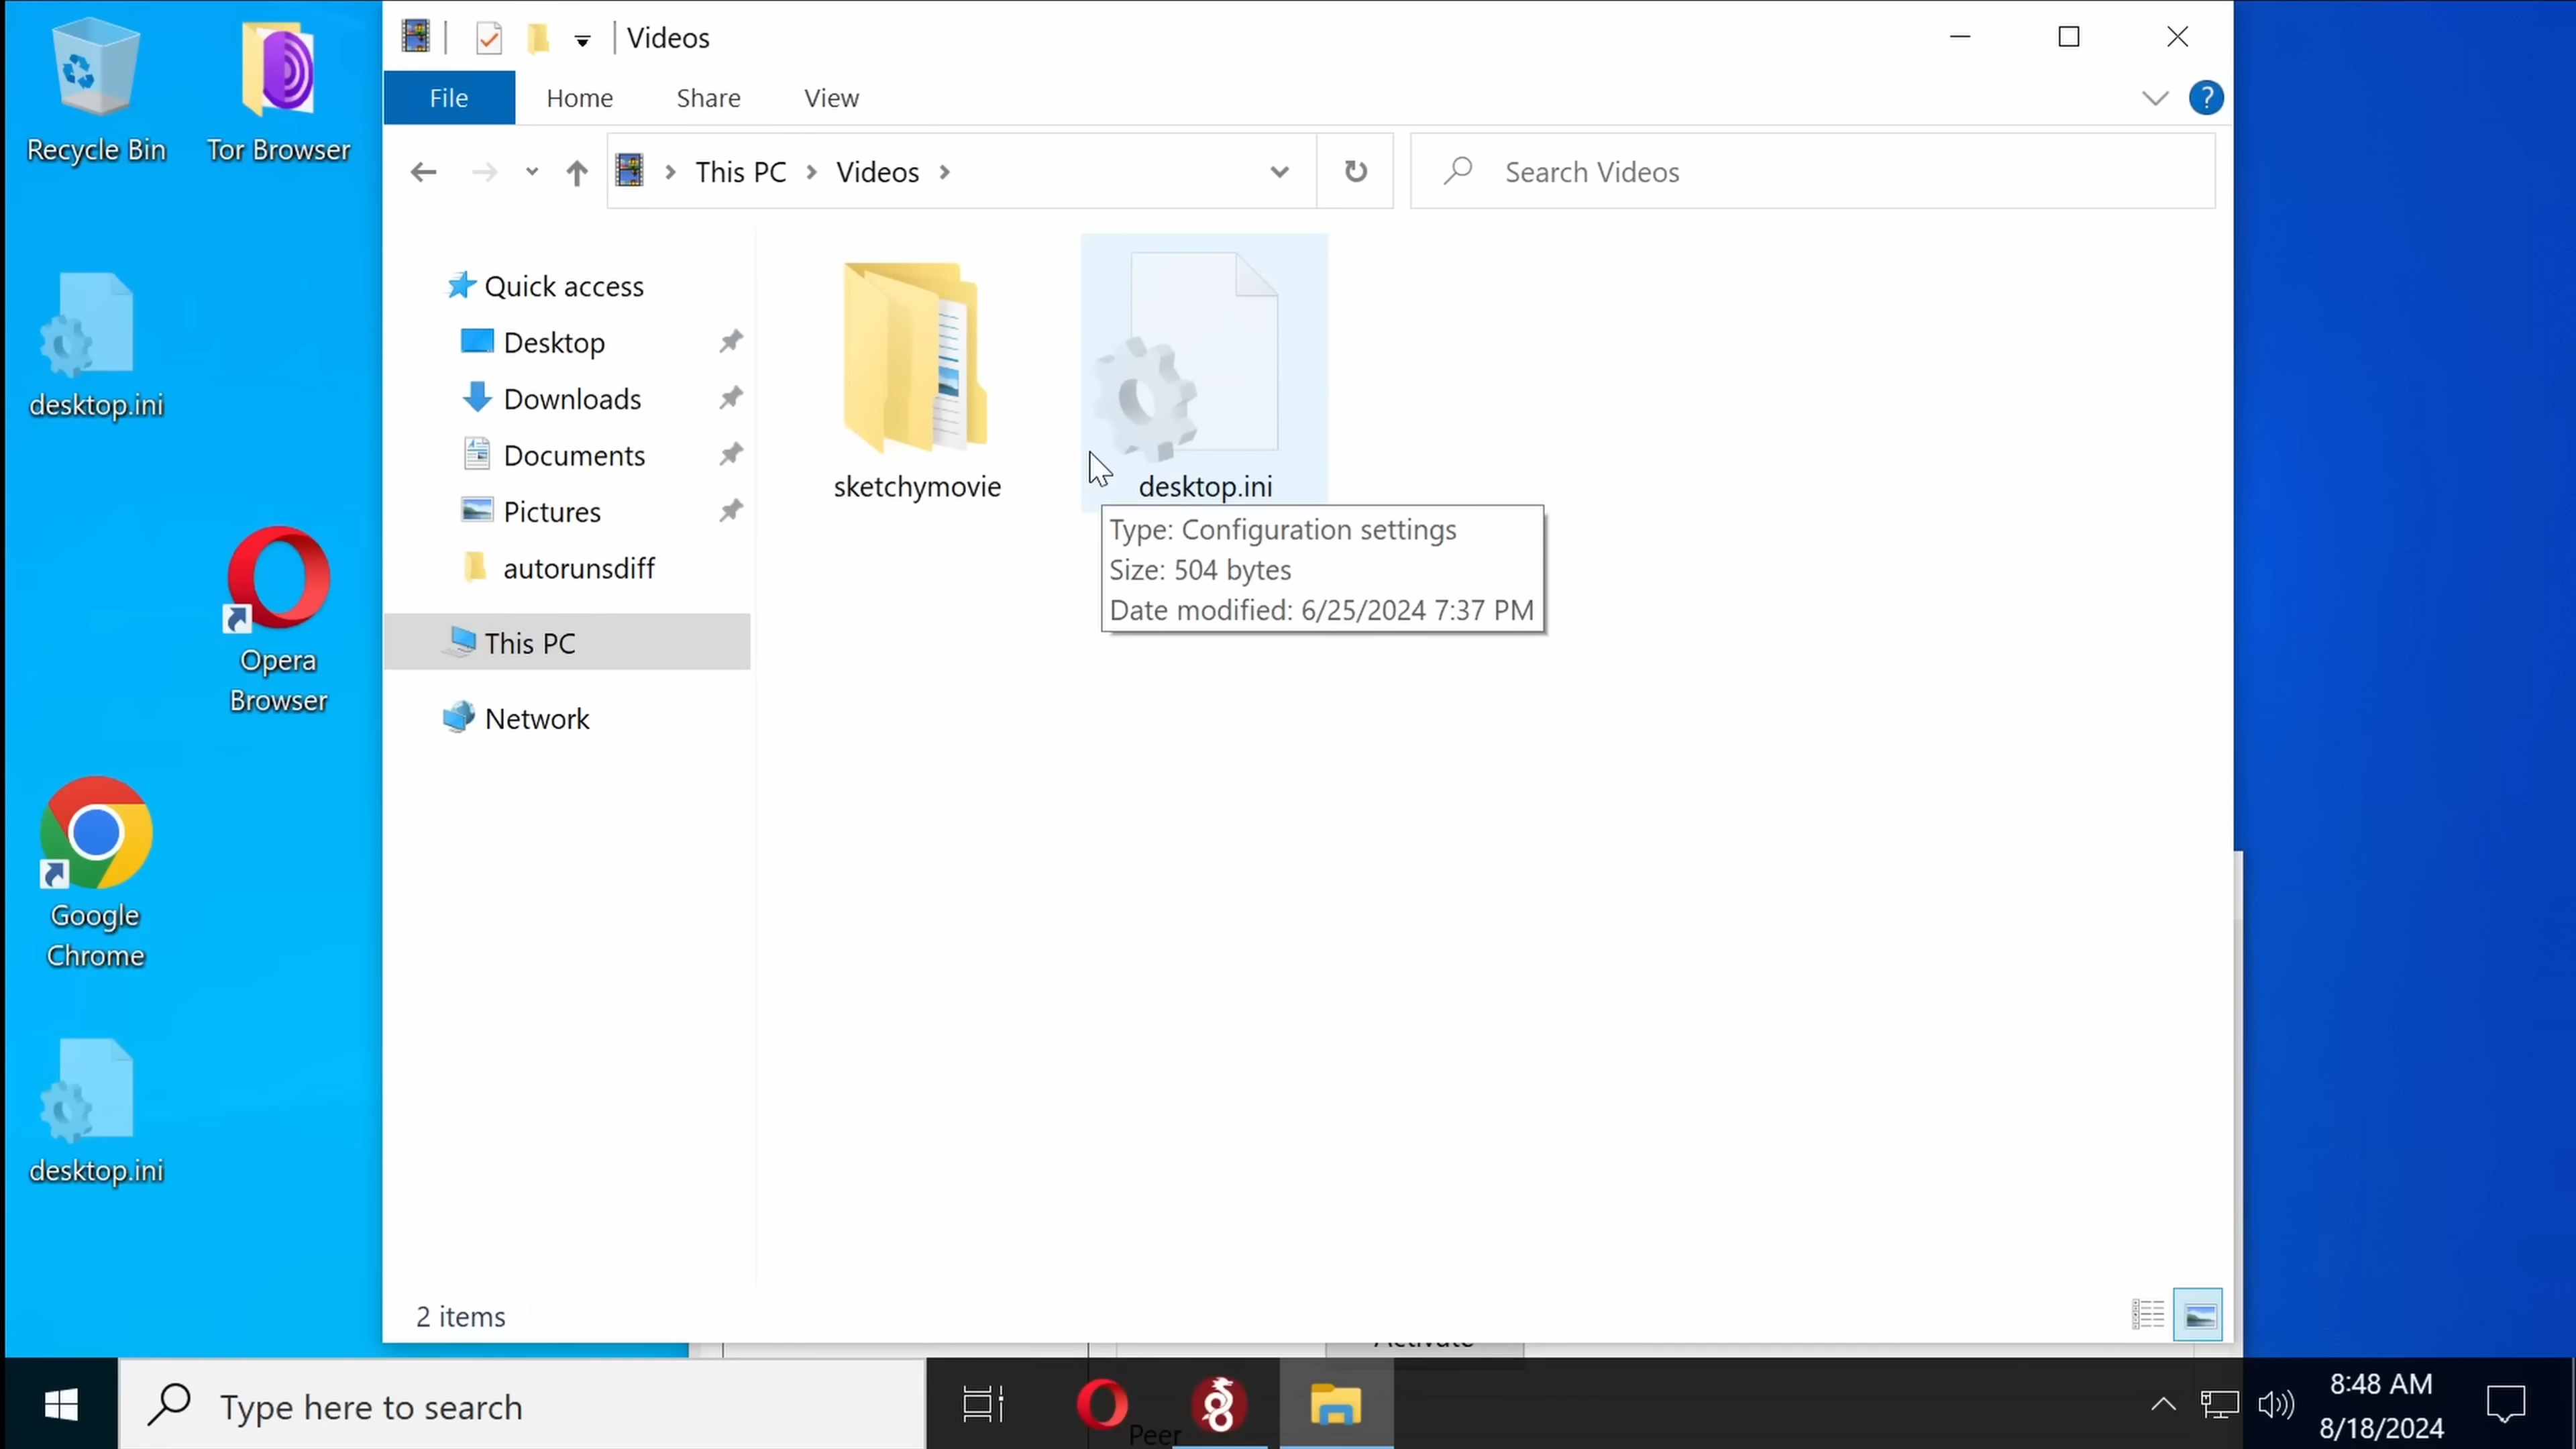 Recycle Bin
Tor Browser
desktop.ini
Opera
Browser
Google
Chrome
desktop.ini
Videos
File
Home
Share
View
?
This PC
Videos
Search Videos
Quick access
Desktop
Downloads
Documents
Pictures
autorunsdiff
This PC
Network
sketchymovie
desktop.ini
Type: Configuration settings
Size: 504 bytes
Date modified: 6/25/2024 7:37 PM
2 items
Activate
Type here to search
Peer
8:48 AM
8/18/2024